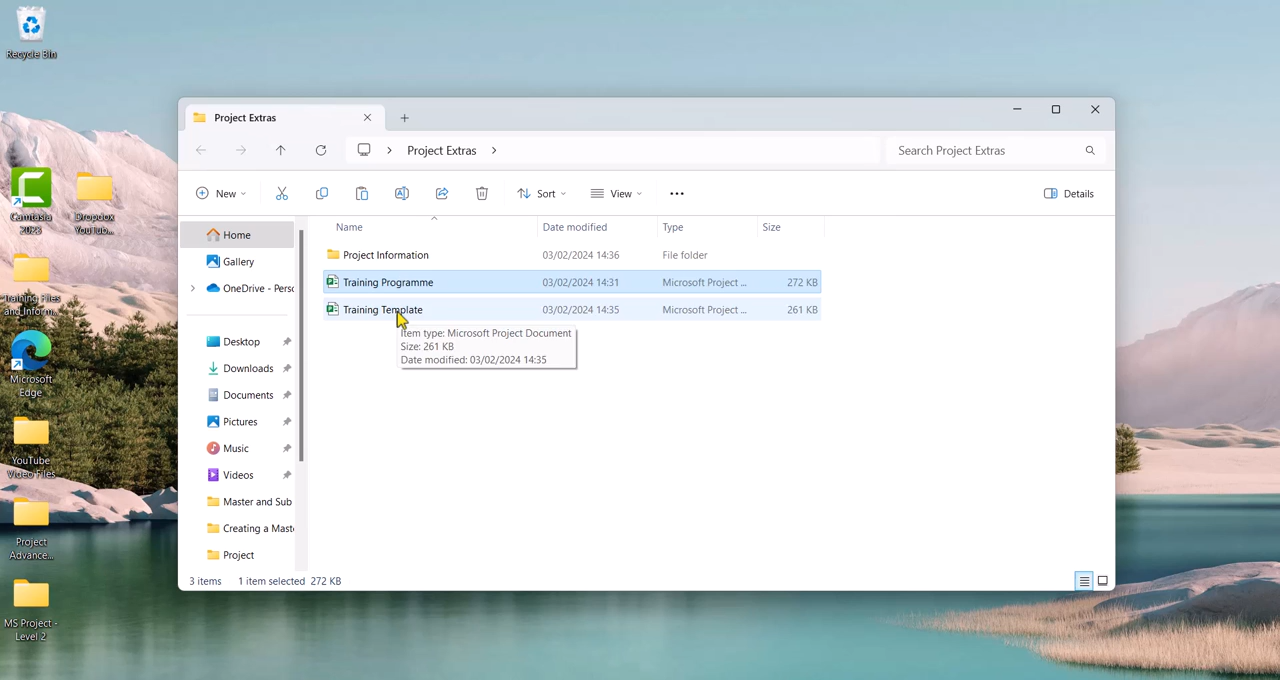 Recycle Bin
Camtasia
2023
Dropbox
YouTub...
Training Files
and Inform...
Microsoft
Edge
YouTube
Video Files
Project
Advance...
MS Project -
Level 2
Project Extras
Project Extras
Search Project Extras
New
Sort
View
Details
Home
Gallery
OneDrive - Perso
Desktop
Downloads
Documents
Pictures
Music
Videos
Master and Sub
Creating a Maste
Project
Name Date modified Type Size
Project Information 03/02/2024 14:36 File folder
Training Programme 03/02/2024 14:31 Microsoft Project ... 272 KB
Training Template 03/02/2024 14:35 Microsoft Project ... 261 KB
Item type: Microsoft Project Document
Size: 261 KB
Date modified: 03/02/2024 14:35
3 items 1 item selected 272 KB